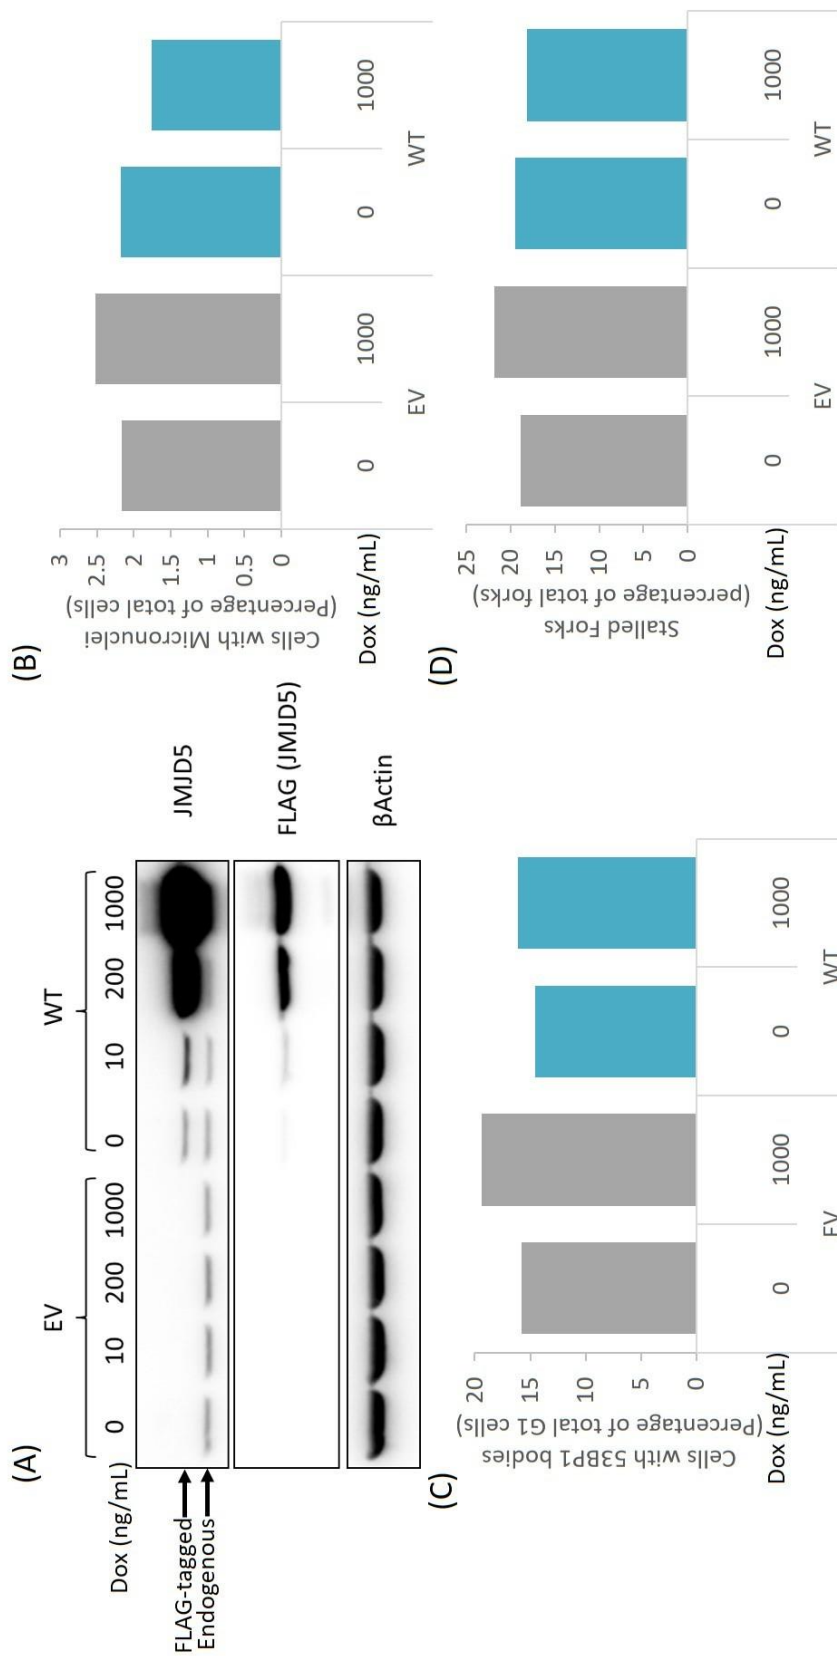 (A)
EV WT
Dox (ng/mL) 0 10 200 1000 0 10 200 1000
FLAG-tagged
Endogenous
JMJD5
FLAG (JMJD5)
βActin
(B)
Cells with Micronuclei
(Percentage of total cells)
3
2.5
2
1.5
1
0.5
0
Dox (ng/mL) 0 1000 0 1000
EV WT
(C)
Cells with 53BP1 bodies
(Percentage of total G1 cells)
20
15
10
5
0
Dox (ng/mL) 0 1000 0 1000
EV WT
(D)
Stalled Forks
(percentage of total forks)
25
20
15
10
5
0
Dox (ng/mL) 0 1000 0 1000
EV WT